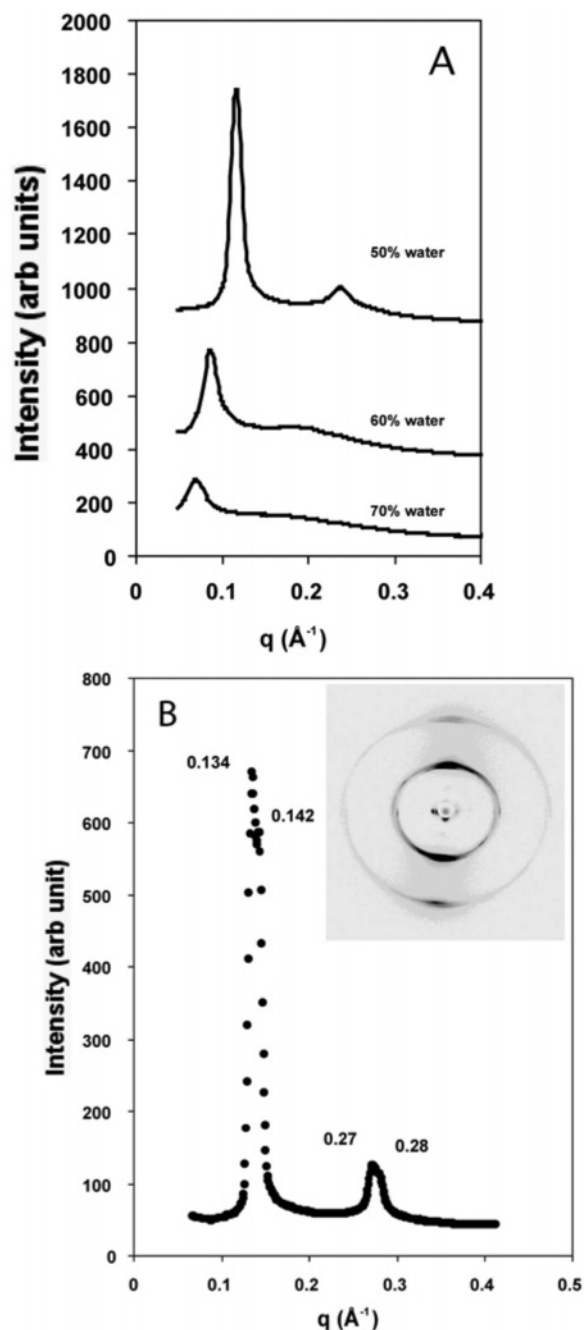 2000
A
1800
1600
1400
1200
50% water
1000
800
600
60% water
400
200
70% water
0
0 0.1 0.2 0.3 0.4
Intensity (arb units)
q (Å⁻¹)
800
B
700
0.134
0.142
600
500
400
300
200
0.27
0.28
100
0
0 0.1 0.2 0.3 0.4 0.5
Intensity (arb unit)
q (Å⁻¹)